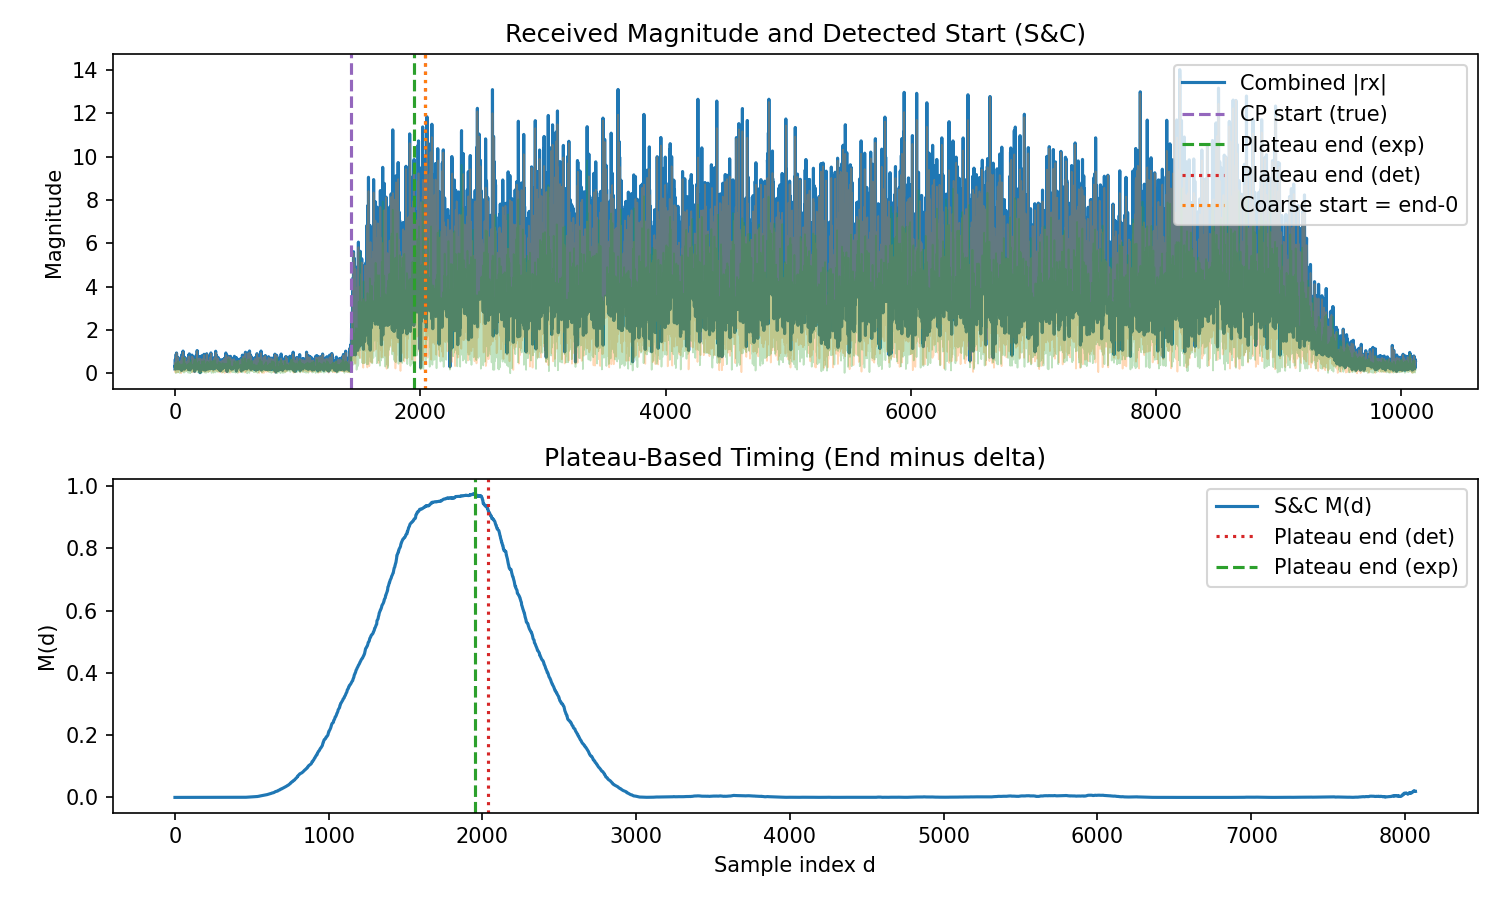 Received Magnitude and Detected Start (S&C)
Magnitude
14
12
10
8
6
4
2
0
Combined |rx|
CP start (true)
Plateau end (exp)
Plateau end (det)
Coarse start = end-0
0 2000 4000 6000 8000 10000
Plateau-Based Timing (End minus delta)
M(d)
1.0
0.8
0.6
0.4
0.2
0.0
S&C M(d)
Plateau end (det)
Plateau end (exp)
0 1000 2000 3000 4000 5000 6000 7000 8000
Sample index d